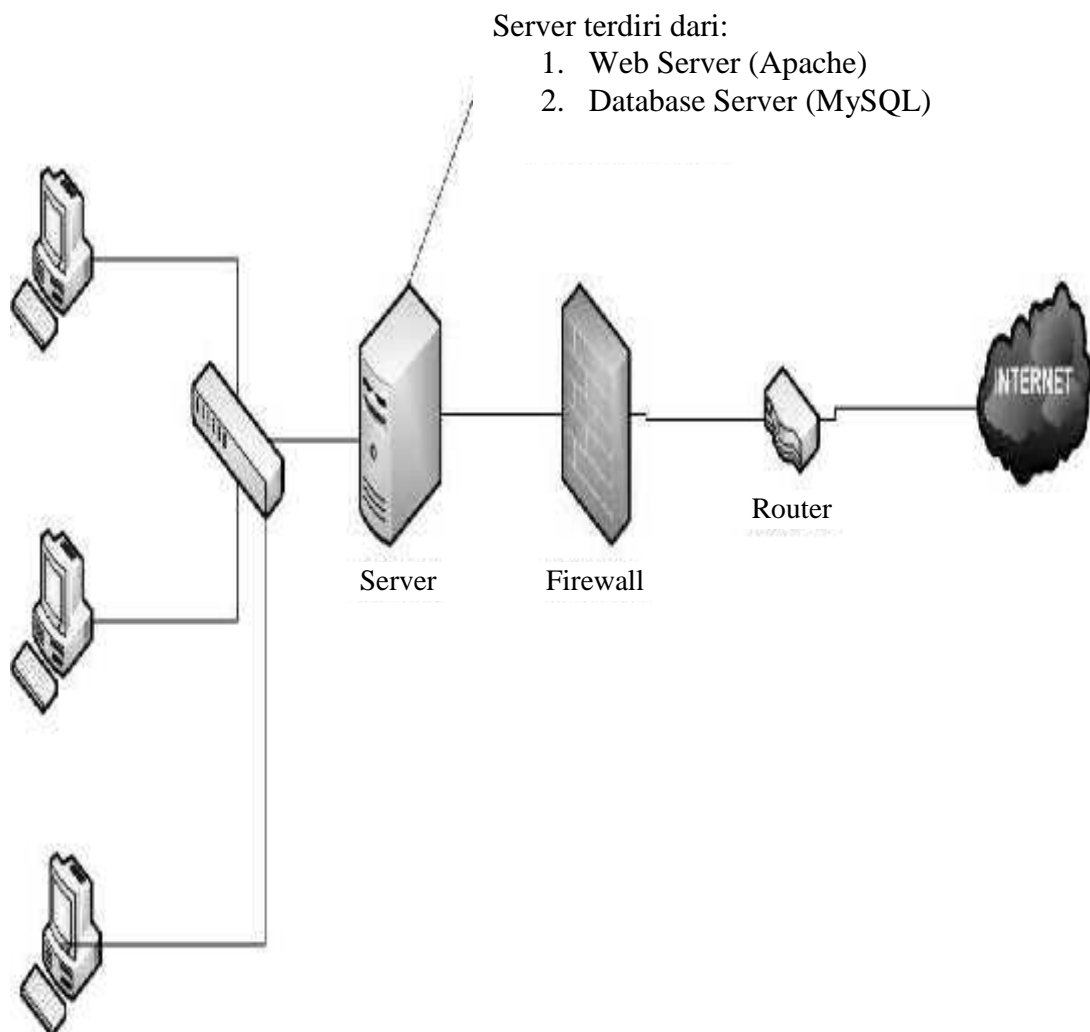 Server terdiri dari:
1. Web Server (Apache)
2. Database Server (MySQL)
INTERNET
Router
Server
Firewall